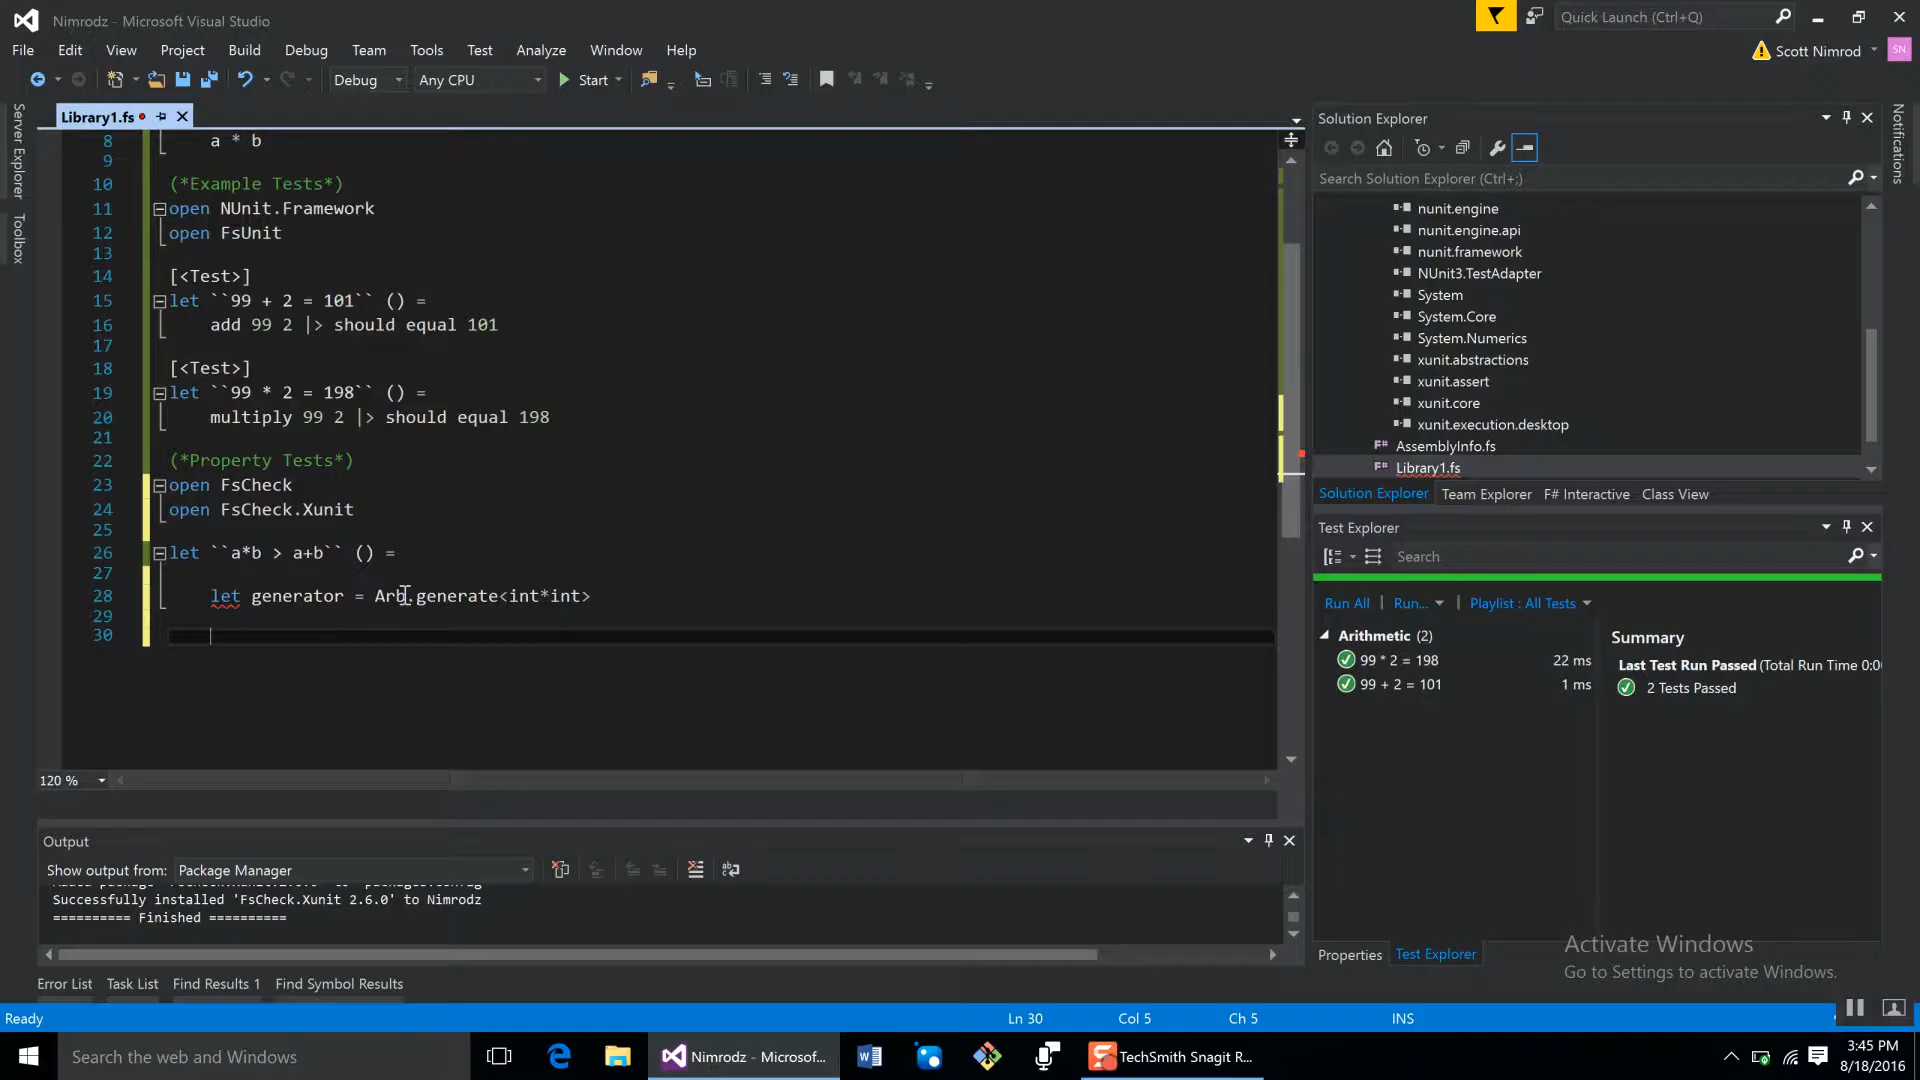 Nimrodz - Microsoft Visual Studio
Quick Launch (Ctrl+Q)
File Edit View Project Build Debug Team Tools Test Analyze Window Help
Scott Nimrod SN
Debug Any CPU Start
Server Explorer
Toolbox
Library1.fs
8 a * b
9
10 (*Example Tests*)
11 open NUnit.Framework
12 open FsUnit
13
14 [<Test>]
15 let ``99 + 2 = 101`` () =
16 add 99 2 |> should equal 101
17
18 [<Test>]
19 let ``99 * 2 = 198`` () =
20 multiply 99 2 |> should equal 198
21
22 (*Property Tests*)
23 open FsCheck
24 open FsCheck.Xunit
25
26 let ``a*b > a+b`` () =
27
28 let generator = Arb.generate<int*int>
29
30
120 %
Output
Show output from: Package Manager
Successfully installed 'FsCheck.Xunit 2.6.0' to Nimrodz
========== Finished ==========
Error List Task List Find Results 1 Find Symbol Results
Solution Explorer
Search Solution Explorer (Ctrl+;)
nunit.engine
nunit.engine.api
nunit.framework
NUnit3.TestAdapter
System
System.Core
System.Numerics
xunit.abstractions
xunit.assert
xunit.core
xunit.execution.desktop
AssemblyInfo.fs
Library1.fs
Solution Explorer Team Explorer F# Interactive Class View
Test Explorer
Search
Run All Run... Playlist : All Tests
Arithmetic (2)
99 * 2 = 198 22 ms
99 + 2 = 101 1 ms
Summary
Last Test Run Passed (Total Run Time 0:0
2 Tests Passed
Activate Windows
Go to Settings to activate Windows.
Properties Test Explorer
Notifications
Ready Ln 30 Col 5 Ch 5 INS
Search the web and Windows
Nimrodz - Microsof...
TechSmith Snagit R...
3:45 PM
8/18/2016